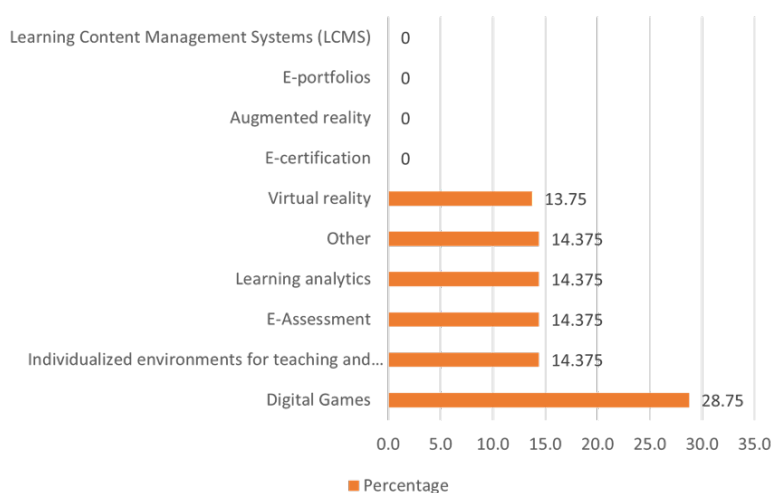 Learning Content Management Systems (LCMS) 0
E-portfolios 0
Augmented reality 0
E-certification 0
Virtual reality 13.75
Other 14.375
Learning analytics 14.375
E-Assessment 14.375
Individualized environments for teaching and... 14.375
Digital Games 28.75
0.0 5.0 10.0 15.0 20.0 25.0 30.0 35.0
Percentage